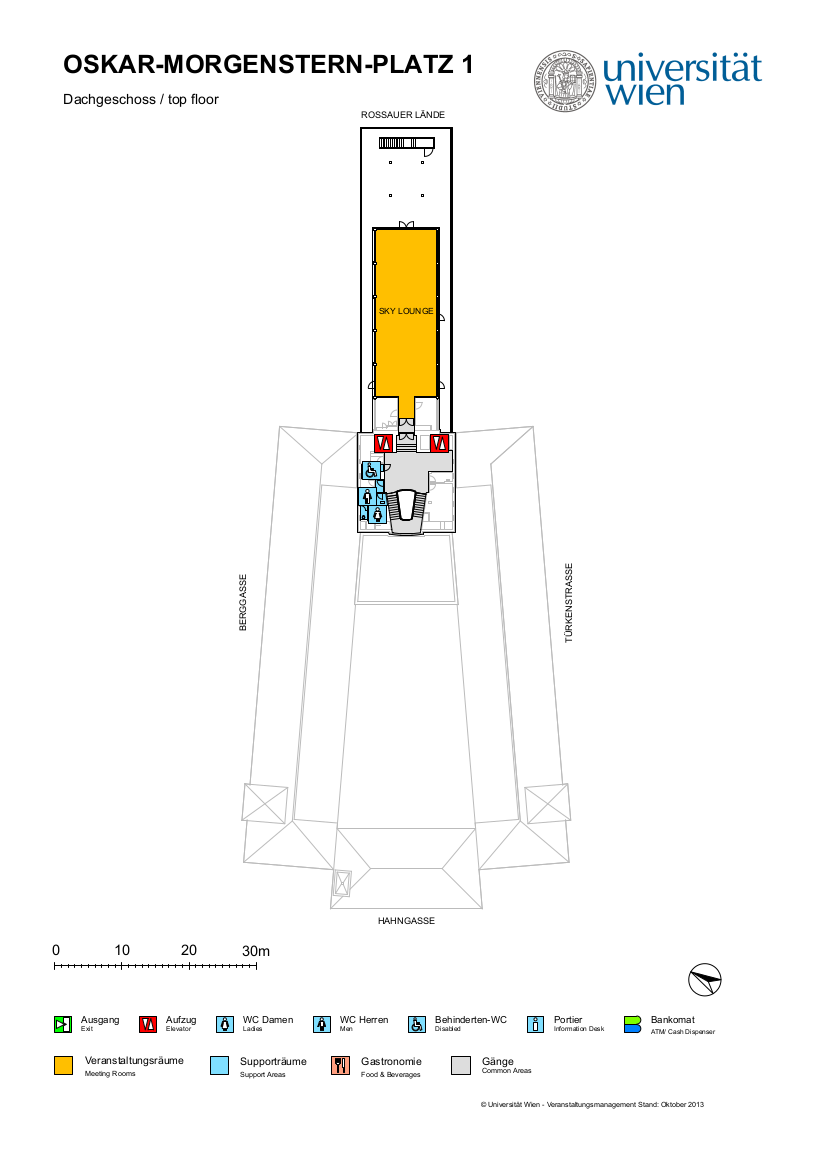 OSKAR-MORGENSTERN-PLATZ 1
Dachgeschoss / top floor
universität
wien
ROSSAUER LÄNDE
SKY LOUNGE
BERGGASSE
TÜRKENSTRASSE
HAHNGASSE
0 10 20 30m
Ausgang
Exit
Aufzug
Elevator
WC Damen
Ladies
WC Herren
Men
Behinderten-WC
Disabled
Portier
Information Desk
Bankomat
ATM/ Cash Dispenser
Veranstaltungsräume
Meeting Rooms
Supporträume
Support Areas
Gastronomie
Food & Beverages
Gänge
Common Areas
© Universität Wien - Veranstaltungsmanagement Stand: Oktober 2013